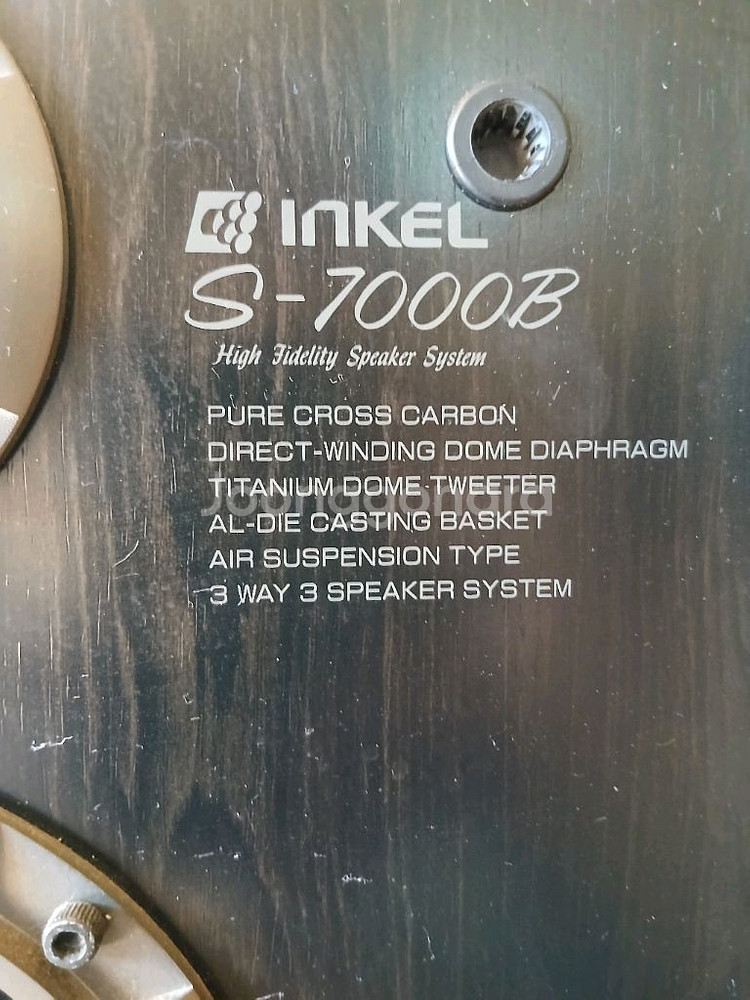 INKEL
S-7000B
High Fidelity Speaker System
PURE CROSS CARBON
DIRECT-WINDING DOME DIAPHRAGM
TITANIUM DOME TWEETER
Joonggonara
AL-DIE CASTING BASKET
AIR SUSPENSION TYPE
3 WAY 3 SPEAKER SYSTEM